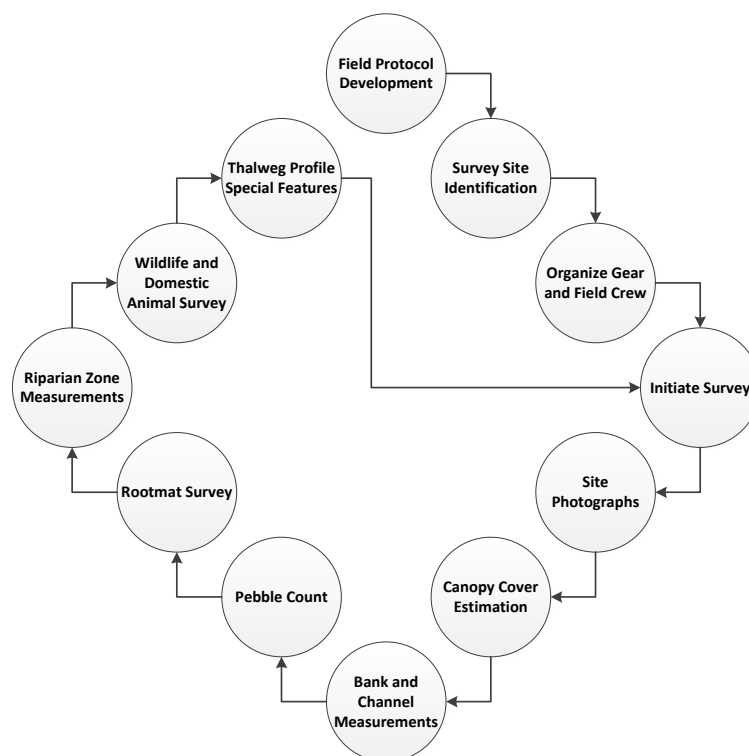 Field Protocol
Development
Survey Site
Identification
Organize Gear
and Field Crew
Initiate Survey
Site
Photographs
Canopy Cover
Estimation
Bank and
Channel
Measurements
Pebble Count
Rootmat Survey
Riparian Zone
Measurements
Wildlife and
Domestic
Animal Survey
Thalweg Profile
Special Features